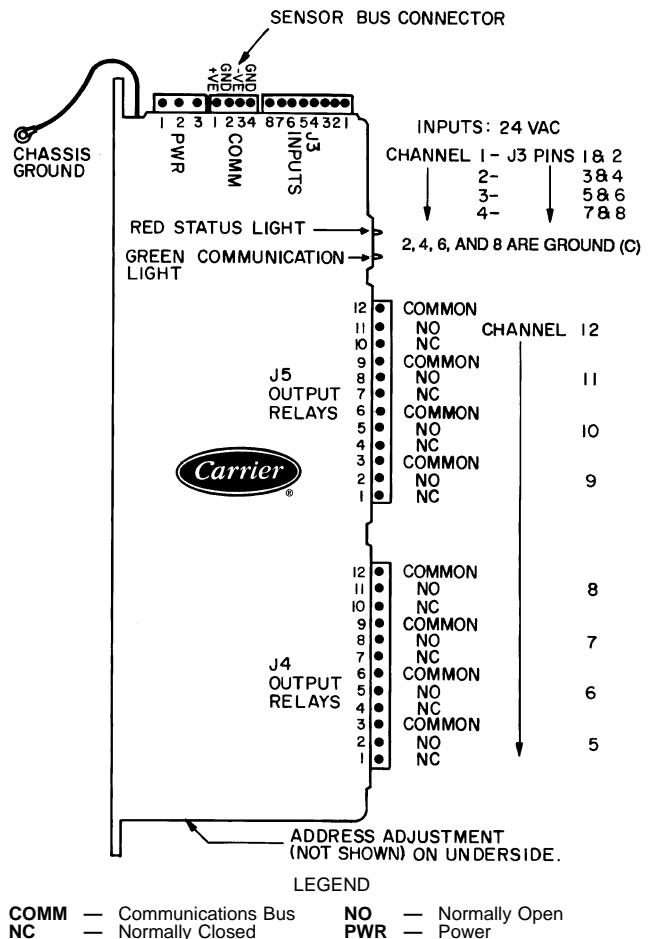 SENSOR BUS CONNECTOR
+VE
GND
-VE
GND
1 2 3 1 2 3 4 8 7 6 5 4 3 2 1
PWR
COMM
J3
INPUTS
CHASSIS
GROUND
INPUTS: 24 VAC
CHANNEL 1- J3 PINS 1 & 2
2- 3 & 4
3- 5 & 6
4- 7 & 8
RED STATUS LIGHT
2, 4, 6, AND 8 ARE GROUND (C)
GREEN COMMUNICATION
LIGHT
12 COMMON
11 NO CHANNEL 12
10 NC
9 COMMON
8 NO 11
7 NC
J5
OUTPUT
RELAYS
6 COMMON
5 NO 10
4 NC
3 COMMON
2 NO 9
1 NC
Carrier
®
12 COMMON
11 NO 8
10 NC
9 COMMON
8 NO 7
7 NC
J4
OUTPUT
RELAYS
6 COMMON
5 NO 6
4 NC
3 COMMON
2 NO 5
1 NC
ADDRESS ADJUSTMENT
(NOT SHOWN) ON UNDERSIDE.
LEGEND
COMM — Communications Bus NO — Normally Open
NC — Normally Closed PWR — Power